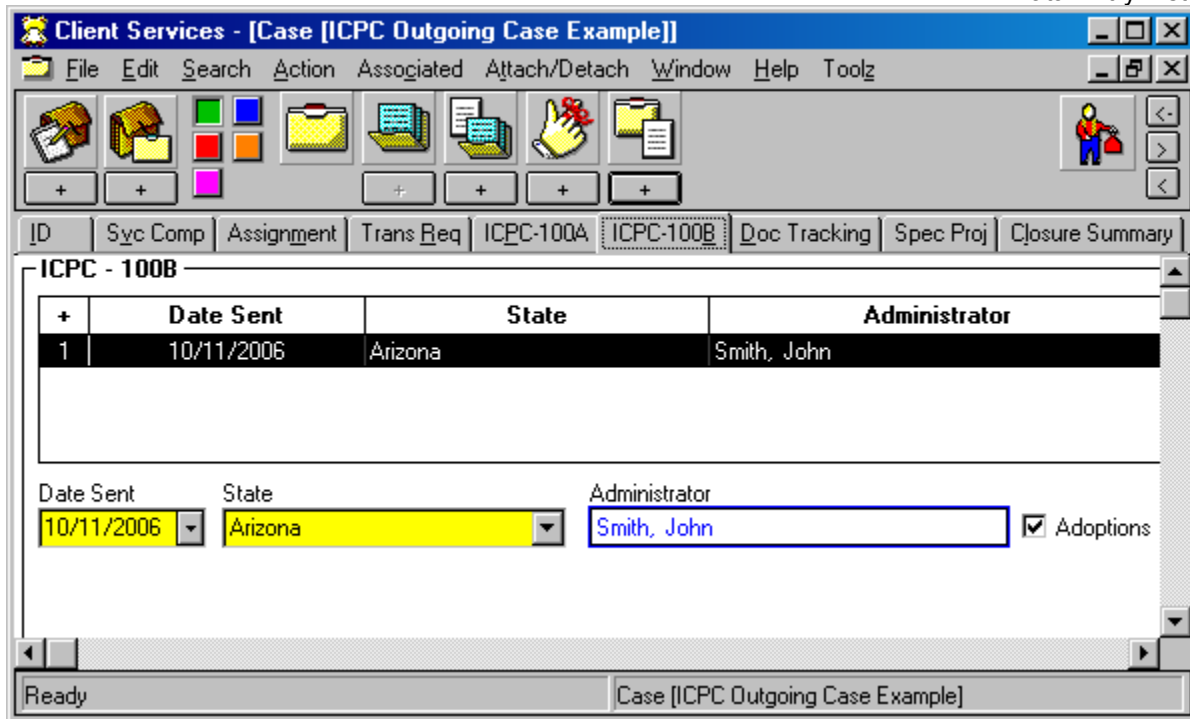 Client Services - [Case [ICPC Outgoing Case Example]]
File Edit Search Action Associated Attach/Detach Window Help Toolz
<-
>
+ + + + + + <
ID Svc Comp Assignment Trans Req ICPC-100A ICPC-100B Doc Tracking Spec Proj Closure Summary
ICPC - 100B
+ Date Sent State Administrator
1 10/11/2006 Arizona Smith, John
Date Sent State Administrator
10/11/2006 Arizona Smith, John Adoptions
Ready Case [ICPC Outgoing Case Example]